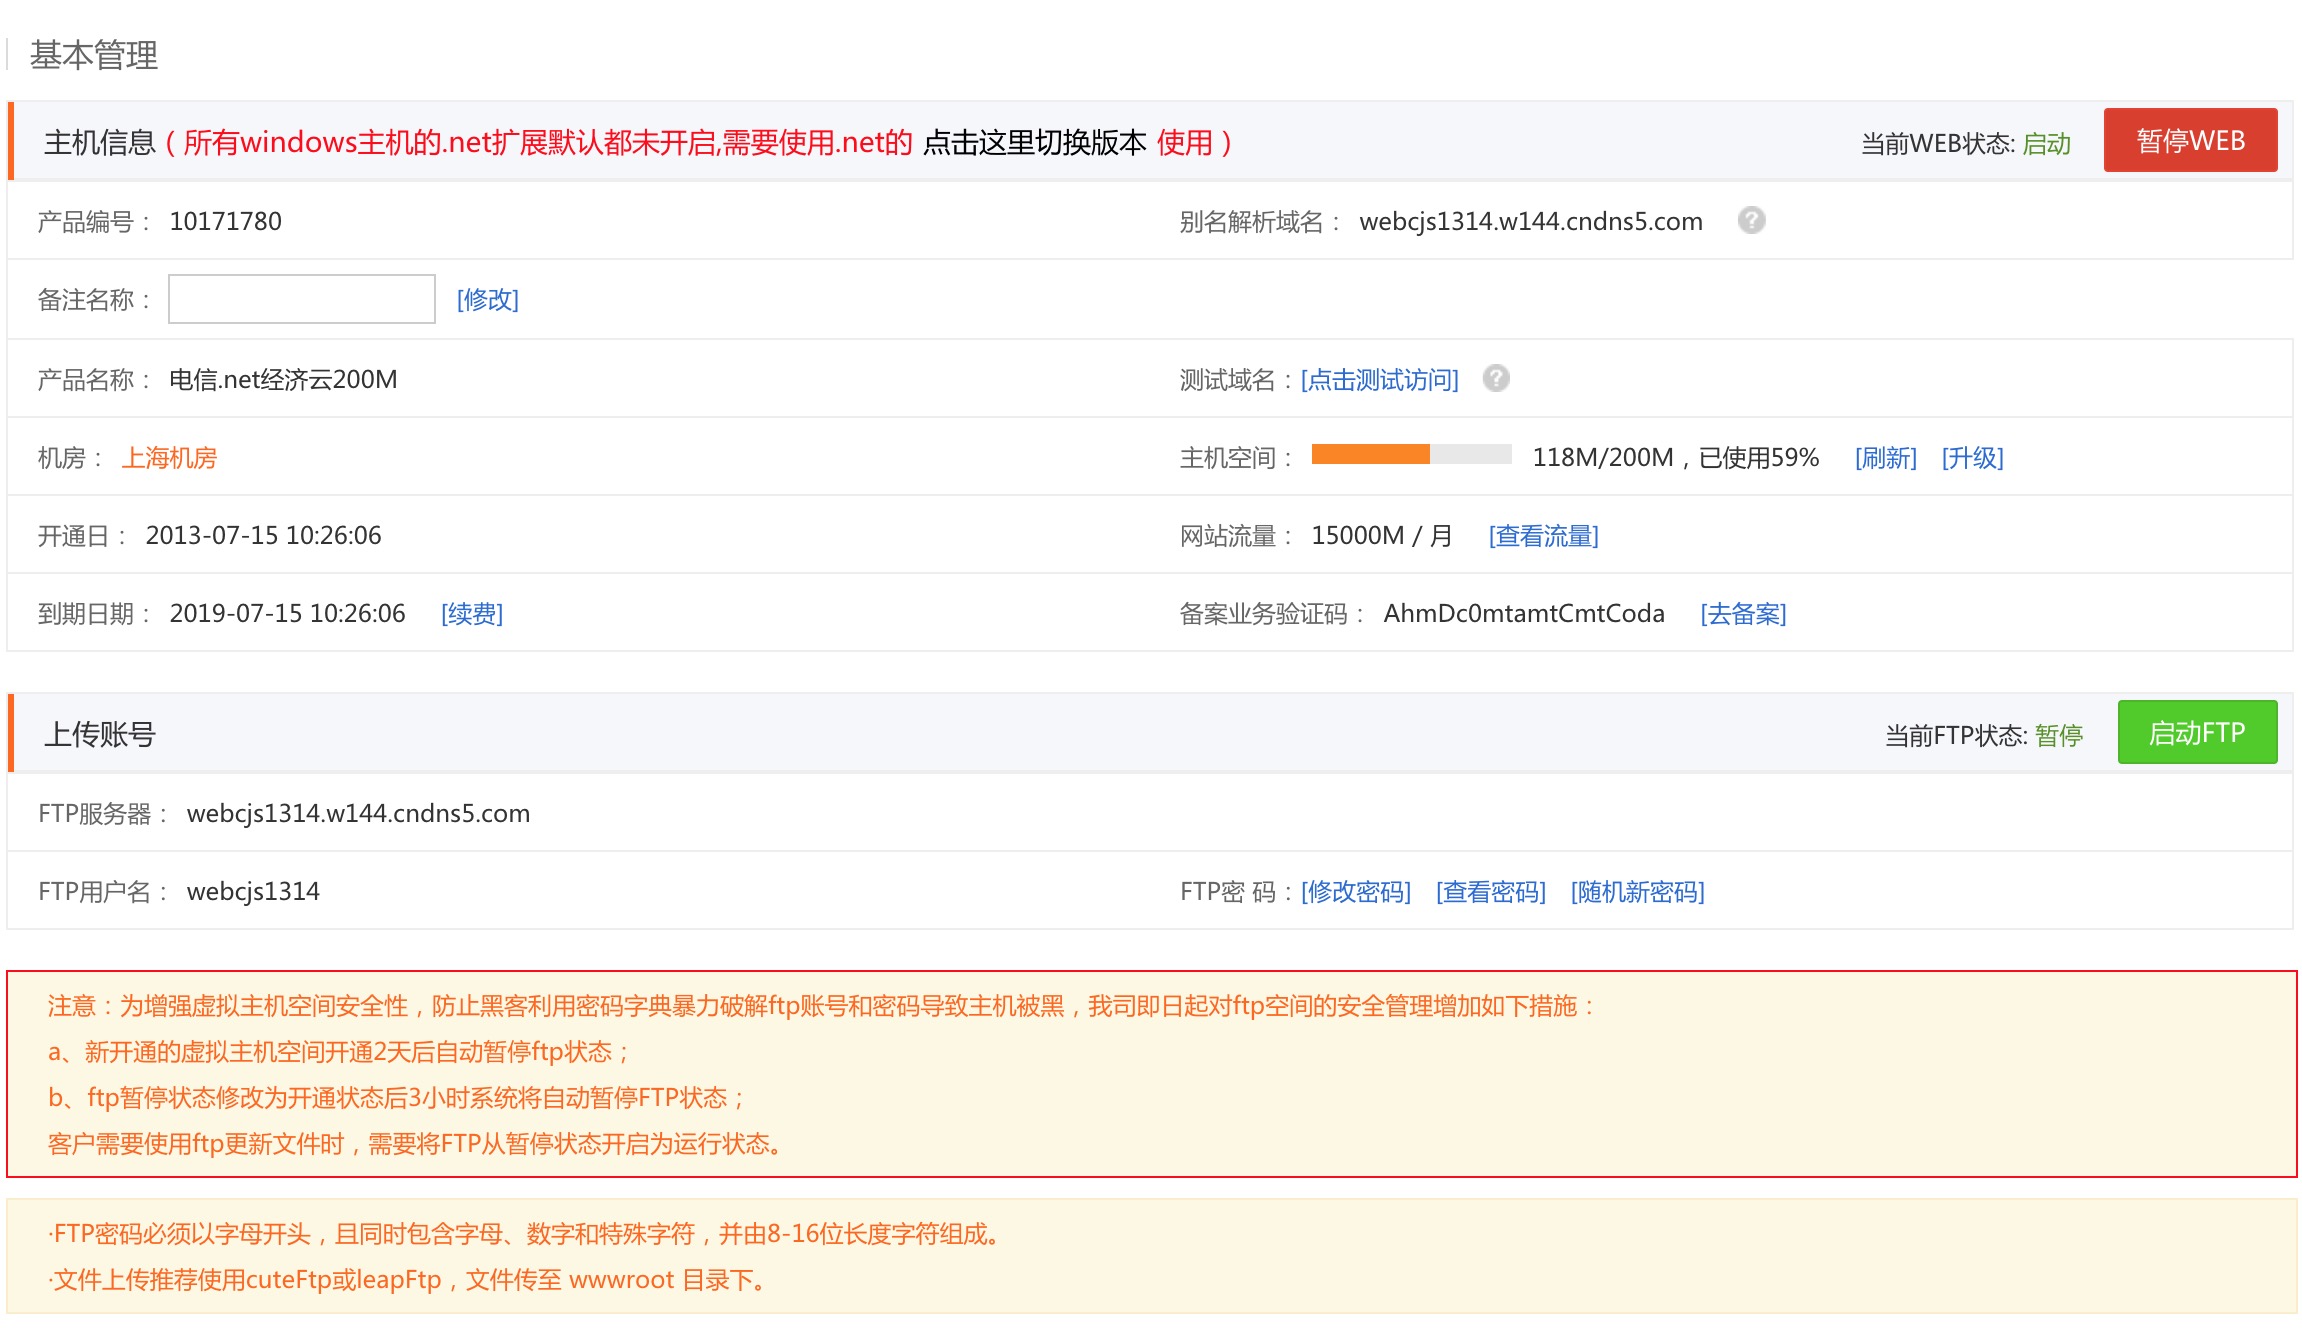 基本管理
主机信息 ( 所有windows主机的.net扩展默认都未开启,需要使用.net的 点击这里切换版本 使用 )
当前WEB状态: 启动
暂停WEB
产品编号： 10171780
别名解析域名： webcjs1314.w144.cndns5.com ?
备注名称： [修改]
产品名称： 电信.net经济云200M
测试域名：[点击测试访问] ?
机房： 上海机房
主机空间： 118M/200M，已使用59% [刷新] [升级]
开通日： 2013-07-15 10:26:06
网站流量： 15000M / 月 [查看流量]
到期日期： 2019-07-15 10:26:06 [续费]
备案业务验证码： AhmDc0mtamtCmtCoda [去备案]
上传账号
当前FTP状态: 暂停
启动FTP
FTP服务器： webcjs1314.w144.cndns5.com
FTP用户名： webcjs1314
FTP密 码：[修改密码] [查看密码] [随机新密码]
注意：为增强虚拟主机空间安全性，防止黑客利用密码字典暴力破解ftp账号和密码导致主机被黑，我司即日起对ftp空间的安全管理增加如下措施：
a、新开通的虚拟主机空间开通2天后自动暂停ftp状态；
b、ftp暂停状态修改为开通状态后3小时系统将自动暂停FTP状态；
客户需要使用ftp更新文件时，需要将FTP从暂停状态开启为运行状态。
·FTP密码必须以字母开头，且同时包含字母、数字和特殊字符，并由8-16位长度字符组成。
·文件上传推荐使用cuteFtp或leapFtp，文件传至 wwwroot 目录下。